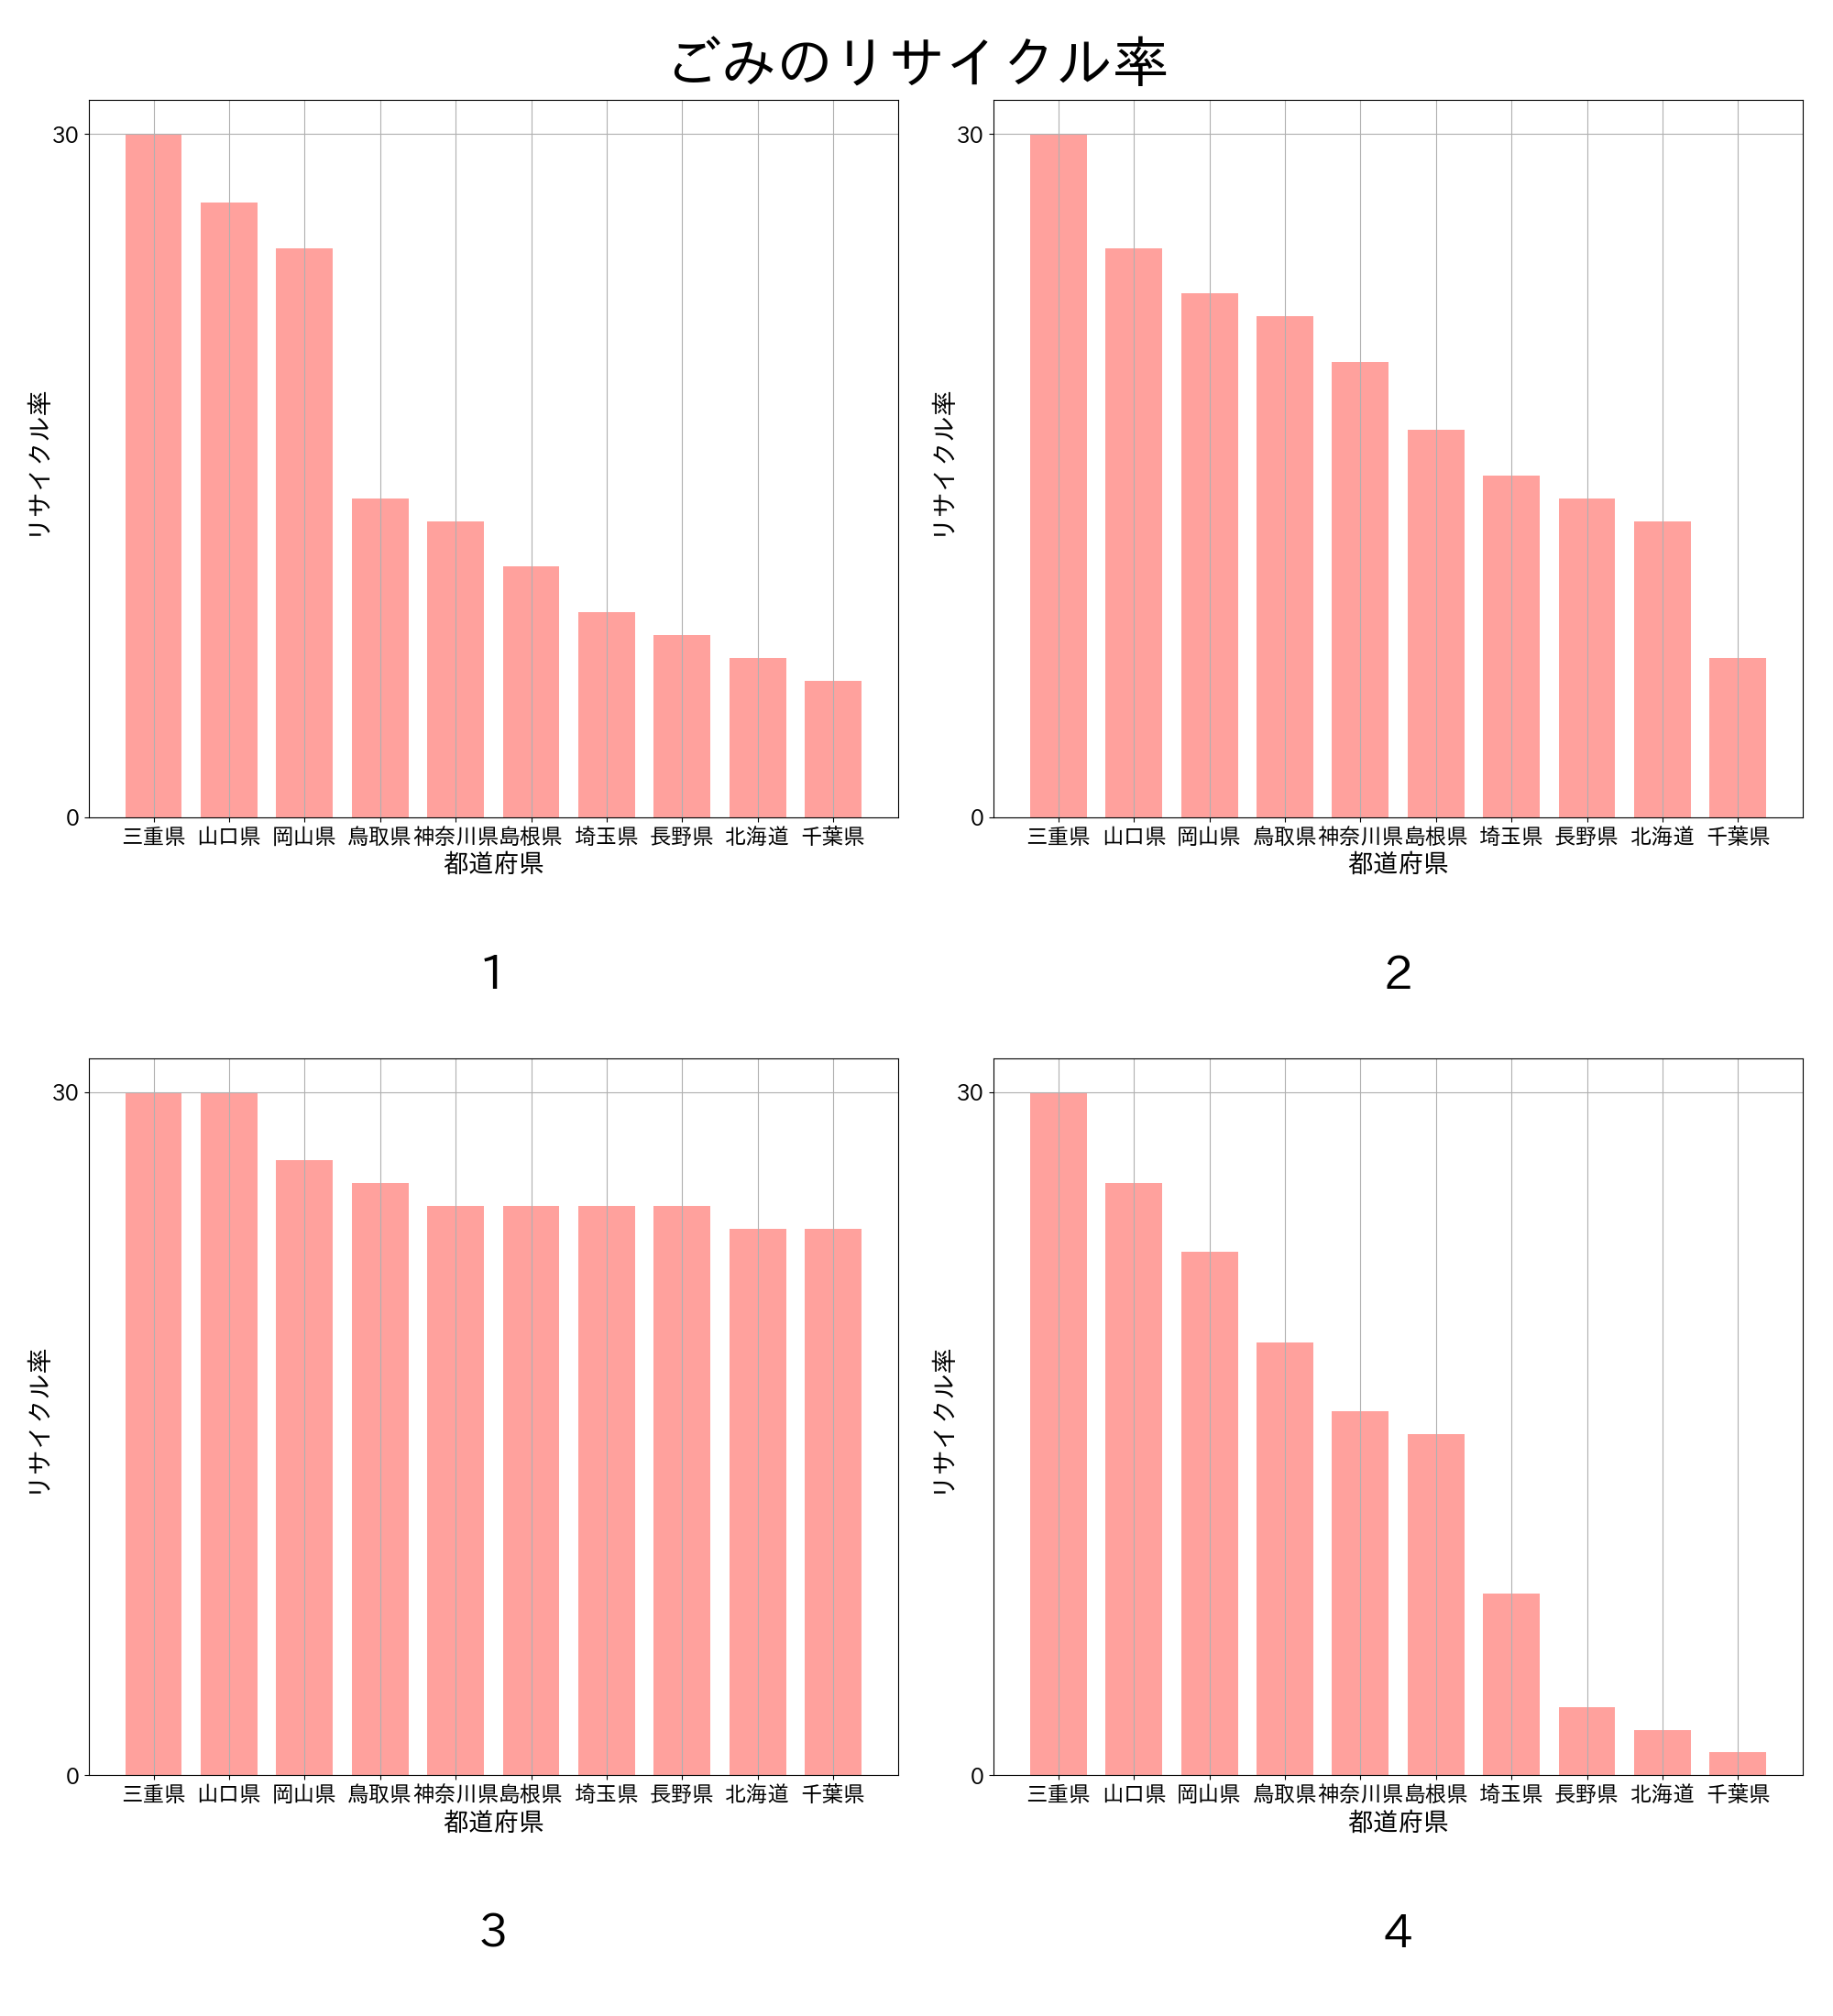 ごみのリサイクル率
30
0
リサイクル率
三重県 山口県 岡山県 鳥取県 神奈川県 島根県 埼玉県 長野県 北海道 千葉県
都道府県
1
30
0
リサイクル率
三重県 山口県 岡山県 鳥取県 神奈川県 島根県 埼玉県 長野県 北海道 千葉県
都道府県
2
30
0
リサイクル率
三重県 山口県 岡山県 鳥取県 神奈川県 島根県 埼玉県 長野県 北海道 千葉県
都道府県
3
30
0
リサイクル率
三重県 山口県 岡山県 鳥取県 神奈川県 島根県 埼玉県 長野県 北海道 千葉県
都道府県
4